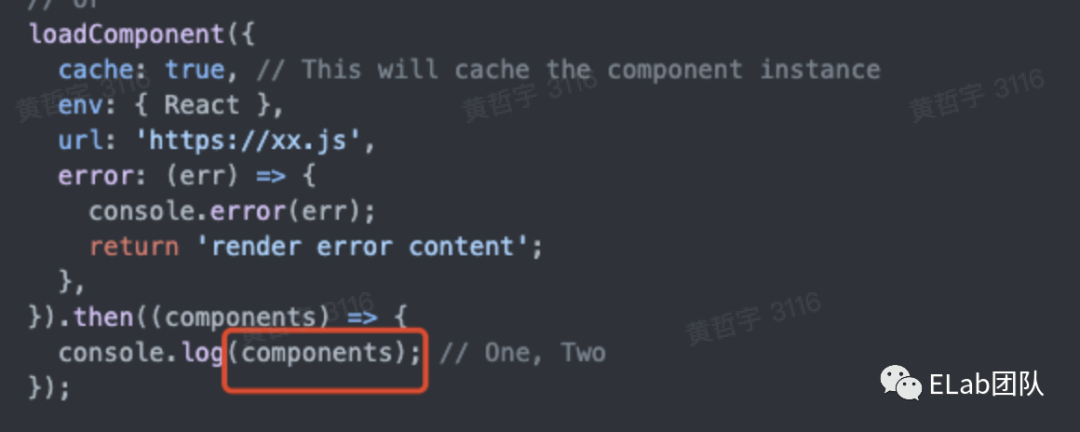 // or
loadComponent({
cache: true, // This will cache the component instance
env: { React },
url: 'https://xx.js',
error: (err) => {
console.error(err);
return 'render error content';
},
}).then((components) => {
console.log(components); // One, Two
});
黄哲宇 3116
黄哲宇 3116
黄哲宇 3116
黄哲宇 3116
黄哲宇 3116
ELab团队